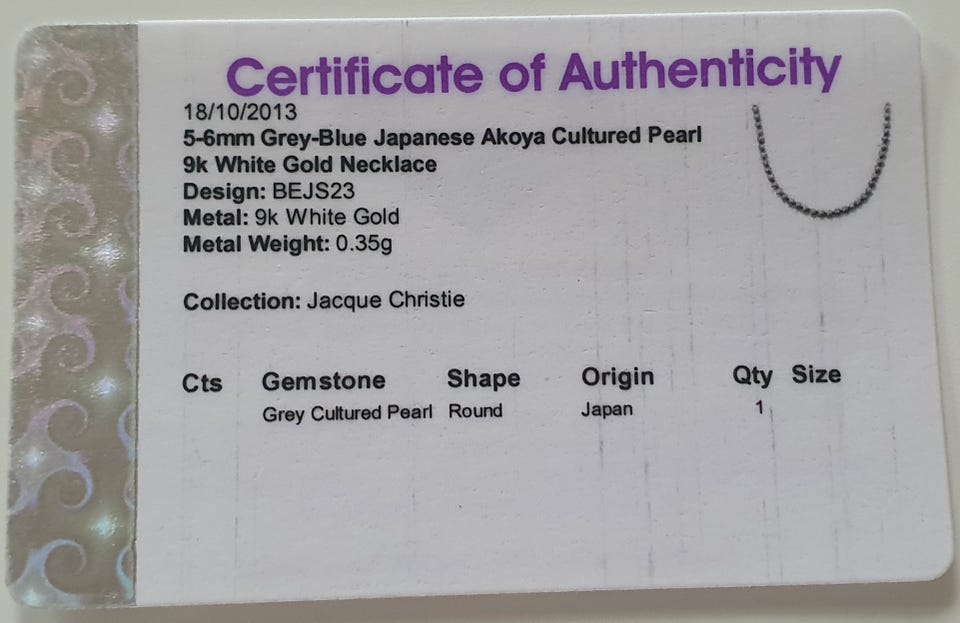 Certificate of Authenticity
18/10/2013
5-6mm Grey-Blue Japanese Akoya Cultured Pearl
9k White Gold Necklace
Design: BEJS23
Metal: 9k White Gold
Metal Weight: 0.35g
Collection: Jacque Christie
Cts Gemstone Shape Origin Qty Size
Grey Cultured Pearl Round Japan 1